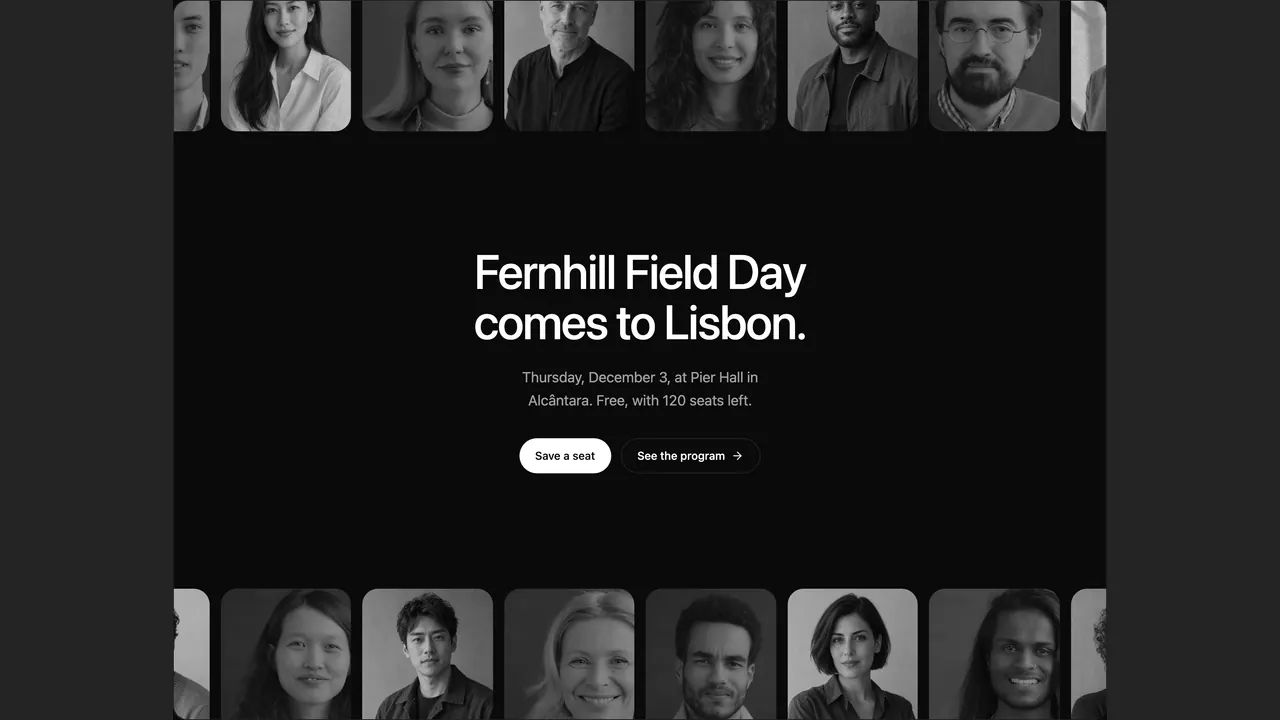 Fernhill Field Day
comes to Lisbon.
Thursday, December 3, at Pier Hall in
Alcântara. Free, with 120 seats left.
Save a seat
See the program →